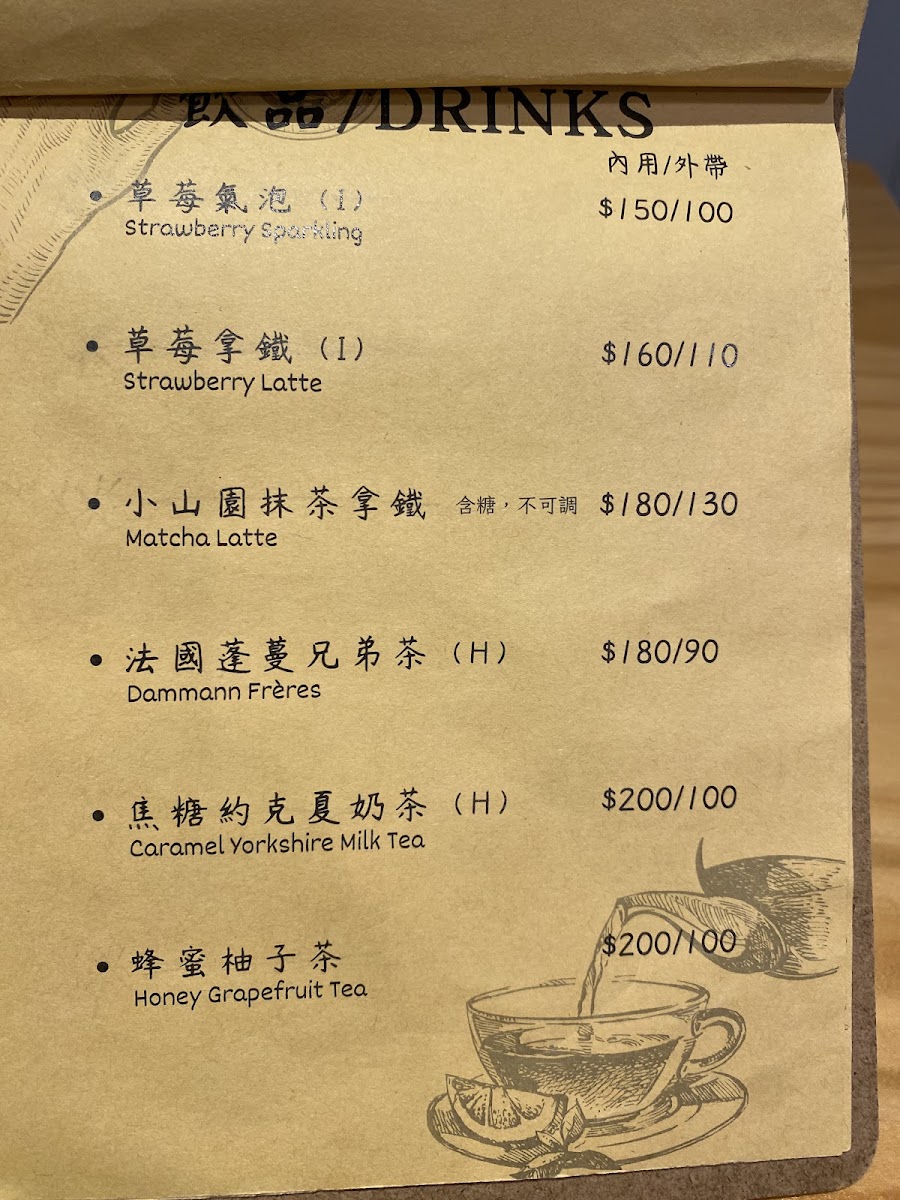 飲品/DRINKS
內用/外帶
草莓氣泡 (I) $150/100
Strawberry Sparkling
草莓拿鐵 (I) $160/110
Strawberry Latte
小山園抹茶拿鐵 含糖，不可調 $180/130
Matcha Latte
法國蓬蔓兄弟茶 (H) $180/90
Dammann Frères
焦糖約克夏奶茶 (H) $200/100
Caramel Yorkshire Milk Tea
蜂蜜柚子茶 $200/100
Honey Grapefruit Tea